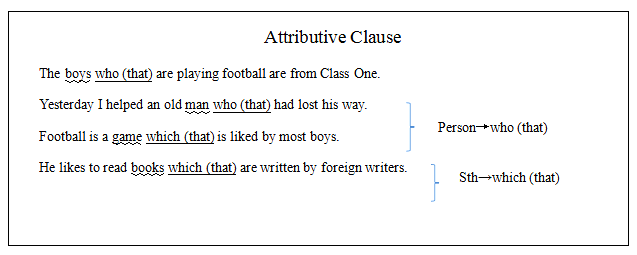 Attributive Clause
The boys who (that) are playing football are from Class One.
Yesterday I helped an old man who (that) had lost his way.
Person→who (that)
Football is a game which (that) is liked by most boys.
He likes to read books which (that) are written by foreign writers.
Sth→which (that)